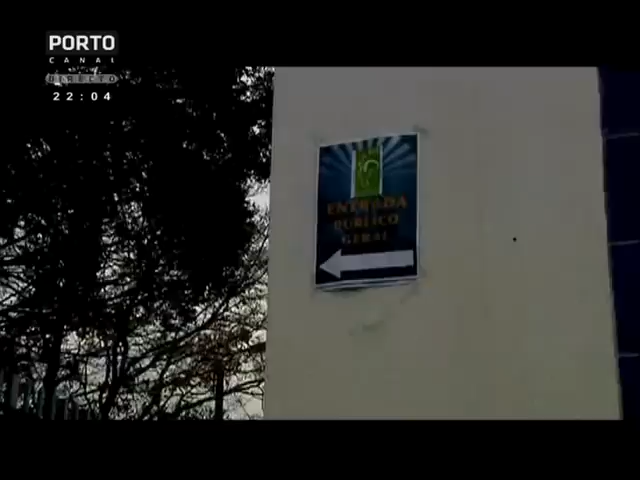 PORTO
CANAL
DIRECTO
22:04
ENTRADA
PÚBLICO
GERAL